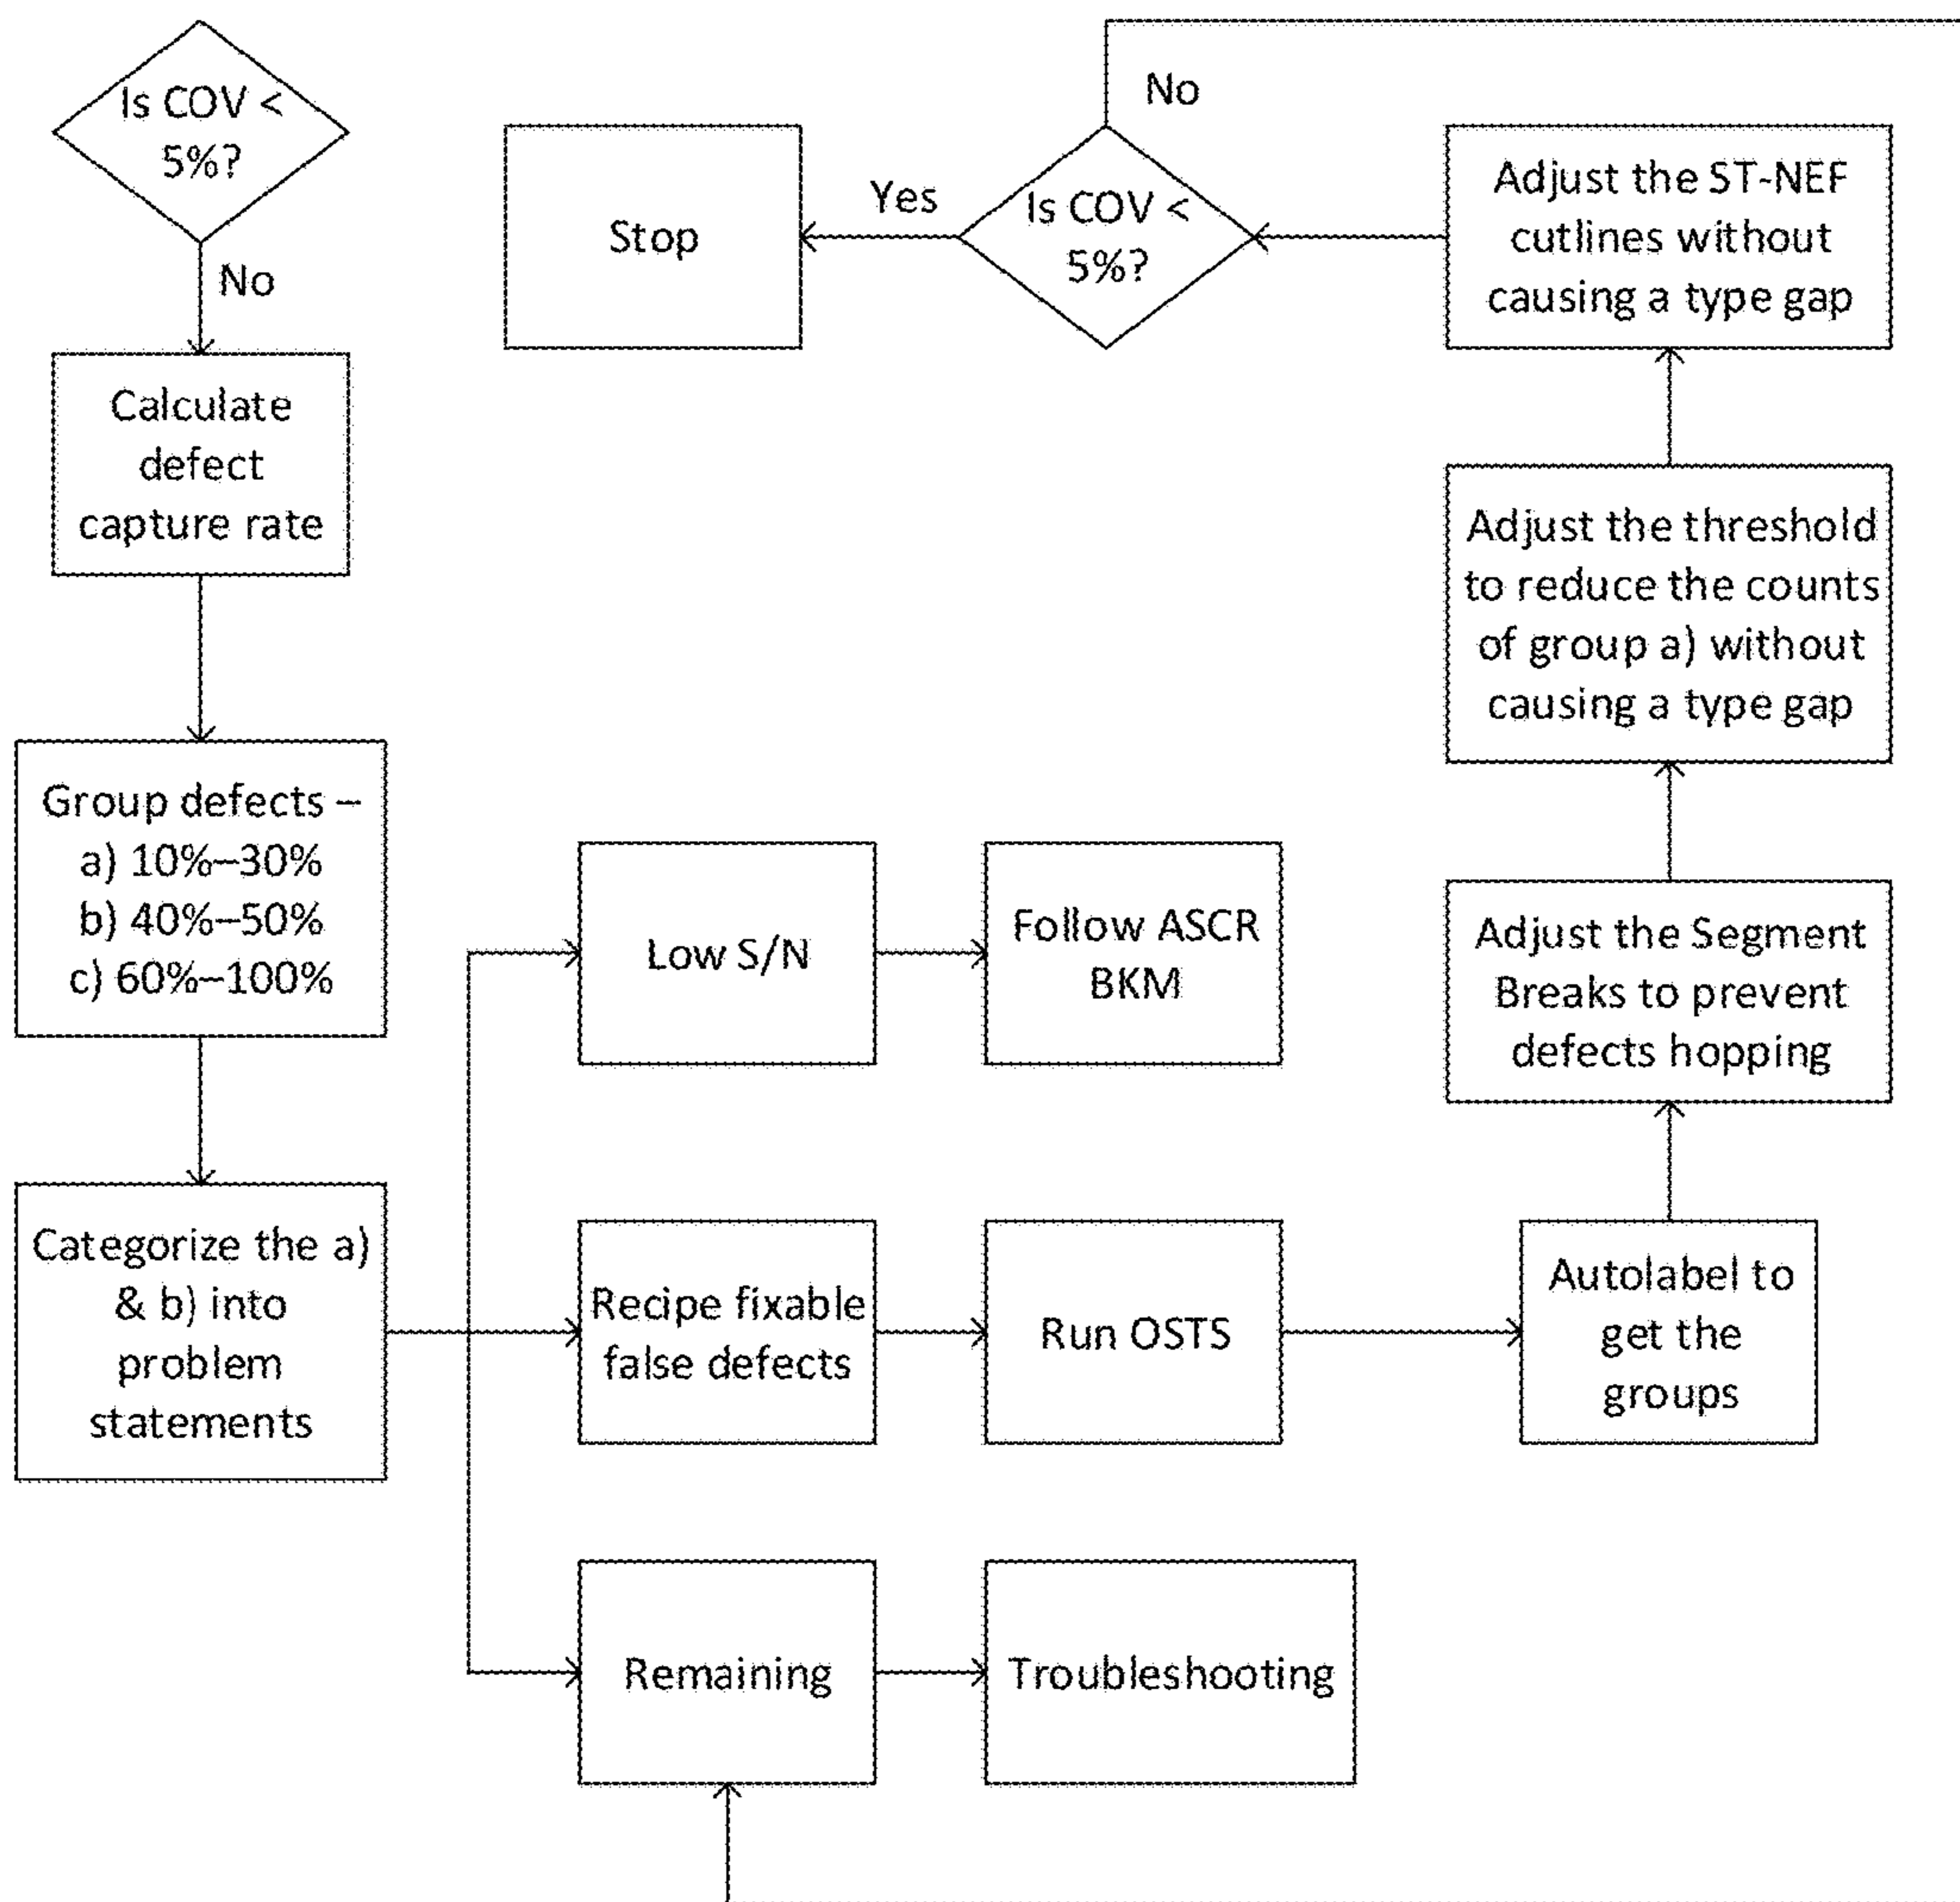 Is COV <
5%?
No
Calculate
defect
capture rate
Group defects –
a) 10%–30%
b) 40%–50%
c) 60%–100%
Categorize the a)
& b) into
problem
statements
Low S/N
Follow ASCR
BKM
Recipe fixable
false defects
Run OSTS
Autolabel to
get the
groups
Remaining
Troubleshooting
Adjust the Segment
Breaks to prevent
defects hopping
Adjust the threshold
to reduce the counts
of group a) without
causing a type gap
Adjust the ST-NEF
cutlines without
causing a type gap
Is COV <
5%?
No
Yes
Stop